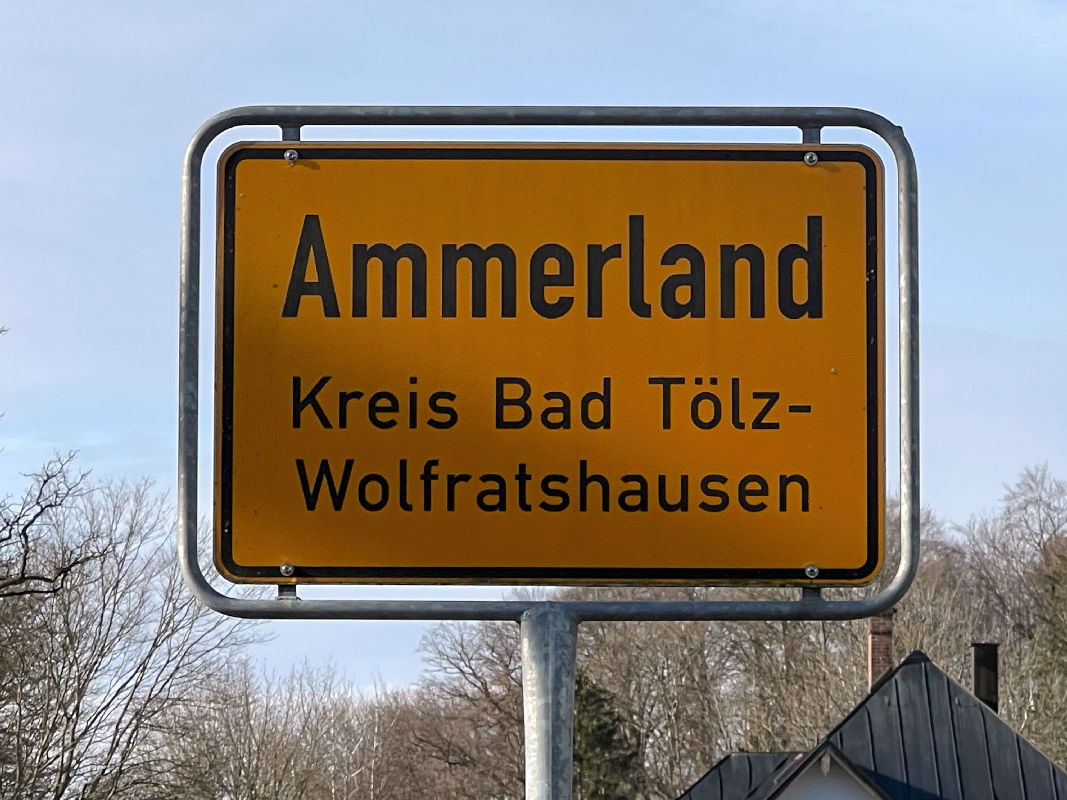 Ammerland
Kreis Bad Tölz-
Wolfratshausen